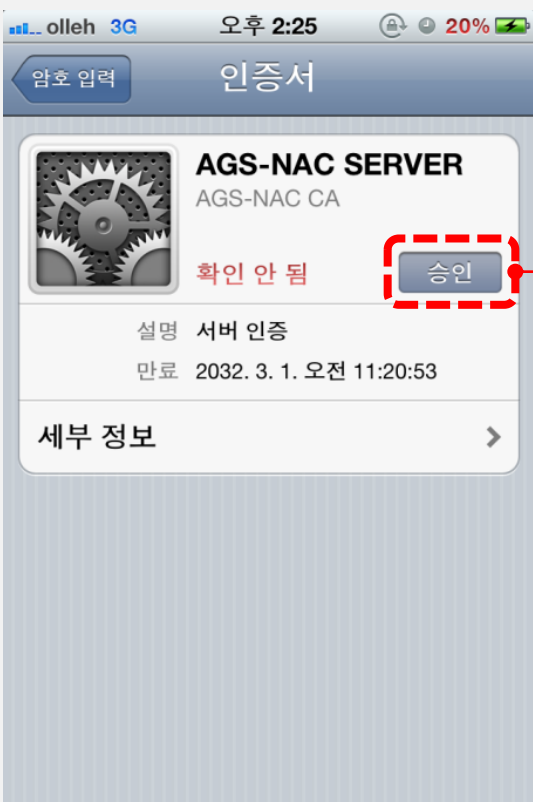 olleh 3G 오후 2:25 20%
암호 입력 인증서
AGS-NAC SERVER
AGS-NAC CA
확인 안 됨 승인
설명 서버 인증
만료 2032. 3. 1. 오전 11:20:53
세부 정보